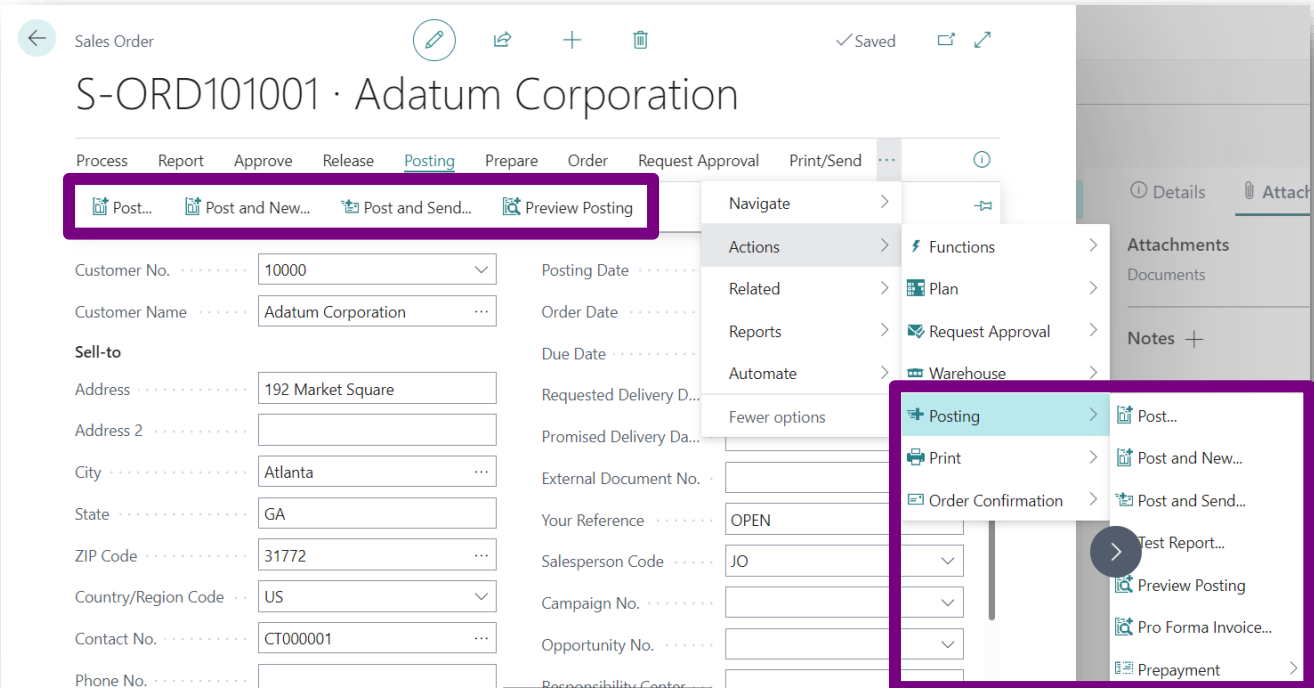 Sales Order
Saved
S-ORD101001 · Adatum Corporation
Process Report Approve Release Posting Prepare Order Request Approval Print/Send ...
Post... Post and New... Post and Send... Preview Posting
Navigate
Actions
Related
Reports
Automate
Fewer options
Functions
Plan
Request Approval
Warehouse
Posting
Print
Order Confirmation
Post...
Post and New...
Post and Send...
Test Report...
Preview Posting
Pro Forma Invoice...
Prepayment
Customer No. 10000
Customer Name Adatum Corporation ...
Sell-to
Address 192 Market Square
Address 2
City Atlanta ...
State GA
ZIP Code 31772 ...
Country/Region Code US
Contact No. CT000001 ...
Phone No.
Posting Date
Order Date
Due Date
Requested Delivery D...
Promised Delivery Da...
External Document No.
Your Reference OPEN
Salesperson Code JO
Campaign No.
Opportunity No.
Responsibility Center
Details Attach
Attachments
Documents
Notes